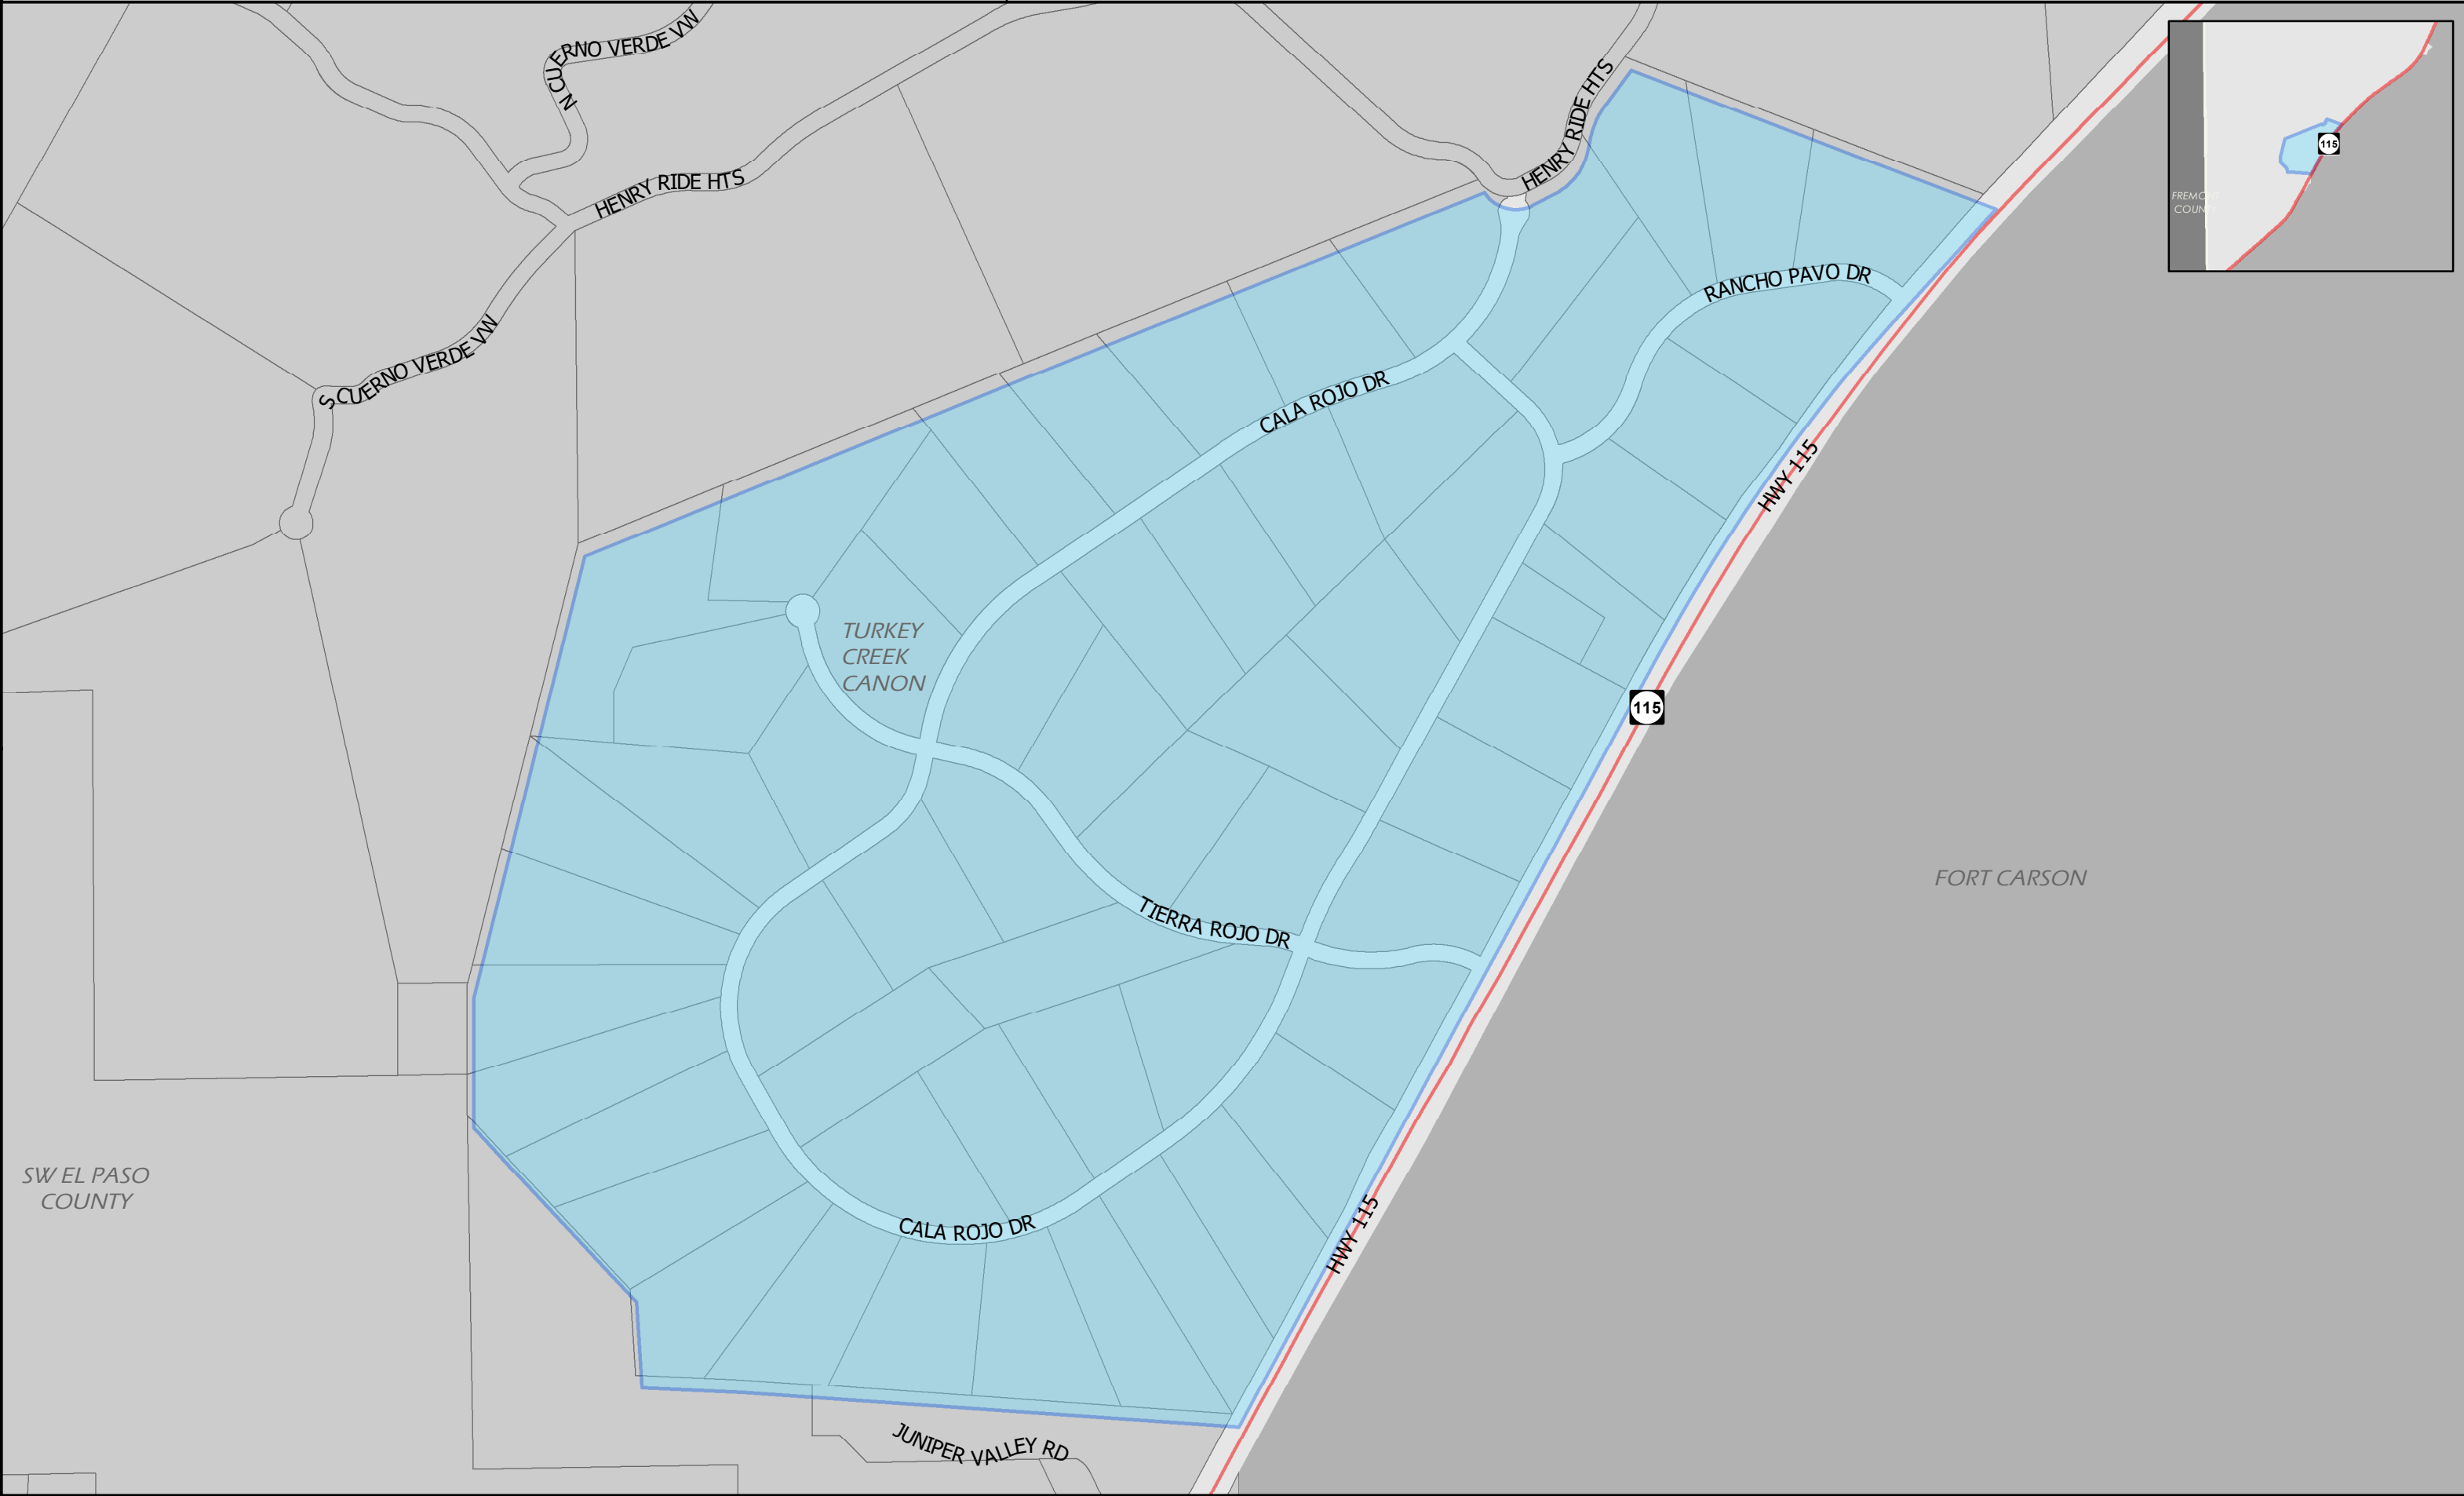 N CUERNO VERDE VW
HENRY RIDE HTS
HENRY RIDE HTS
115
FREMO
COUN
RANCHO PAVO DR
S CUERNO VERDE VW
CALA ROJO DR
HWY 115
TURKEY
CREEK
CANON
115
FORT CARSON
TIERRA ROJO DR
SW EL PASO
COUNTY
CALA ROJO DR
HWY 115
JUNIPER VALLEY RD